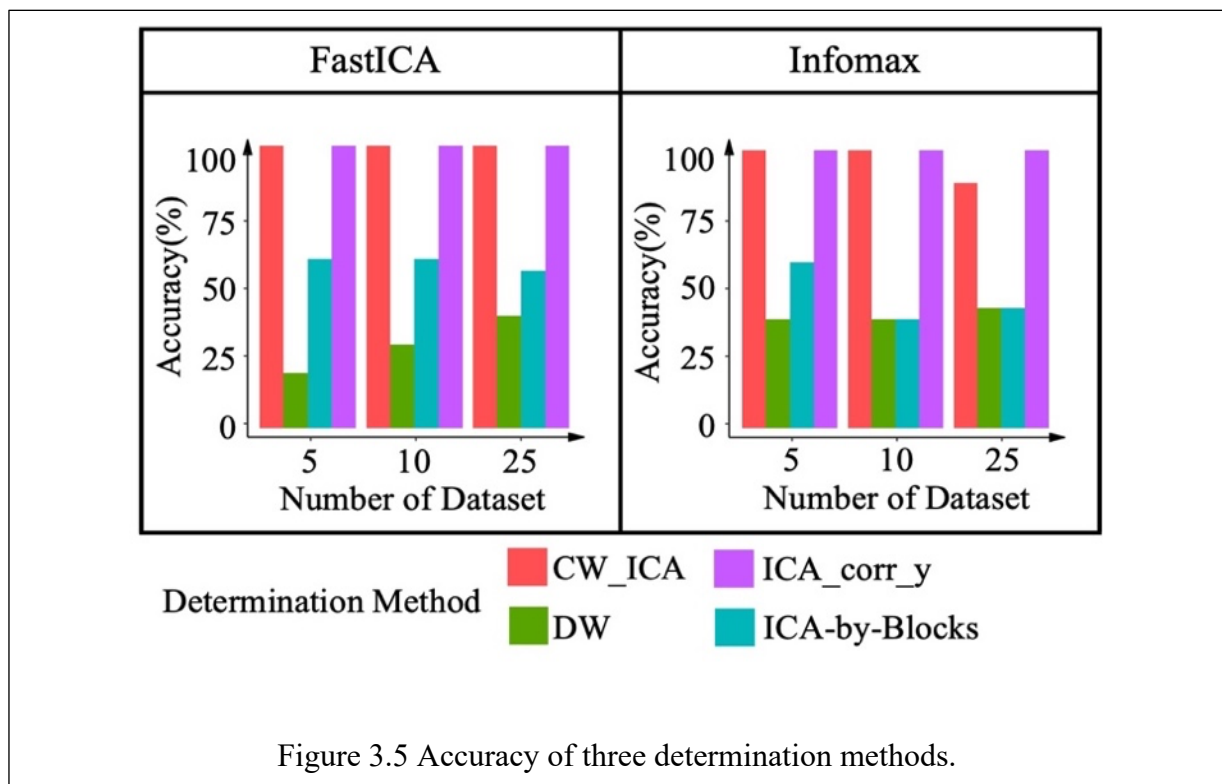 FastICA
Infomax
Accuracy(%)
100
75
50
25
0
5 10 25
Number of Dataset
Accuracy(%)
100
75
50
25
0
5 10 25
Number of Dataset
Determination Method
CW_ICA
ICA_corr_y
DW
ICA-by-Blocks
Figure 3.5 Accuracy of three determination methods.